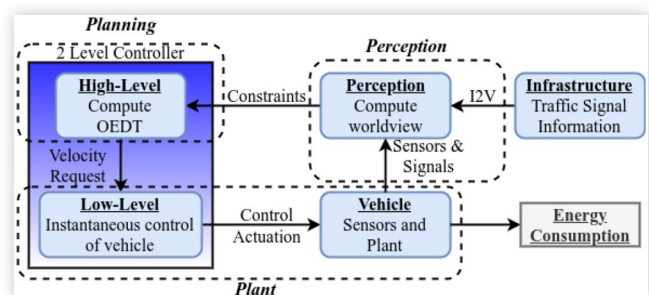 Planning
2 Level Controller
Perception
High-Level
Compute
OEDT
Constraints
Perception
Compute
worldview
I2V
Infrastructure
Traffic Signal
Information
Velocity
Request
Sensors &
Signals
Low-Level
Instantaneous control
of vehicle
Control
Actuation
Vehicle
Sensors and
Plant
Energy
Consumption
Plant